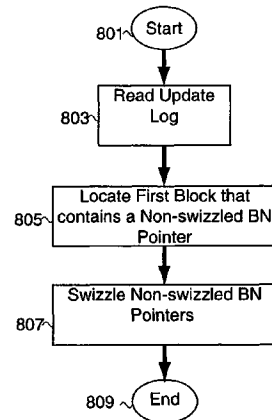 801
Start
803
Read Update
Log
805
Locate First Block that
contains a Non-swizzled BN
Pointer
807
Swizzle Non-swizzled BN
Pointers
809
End